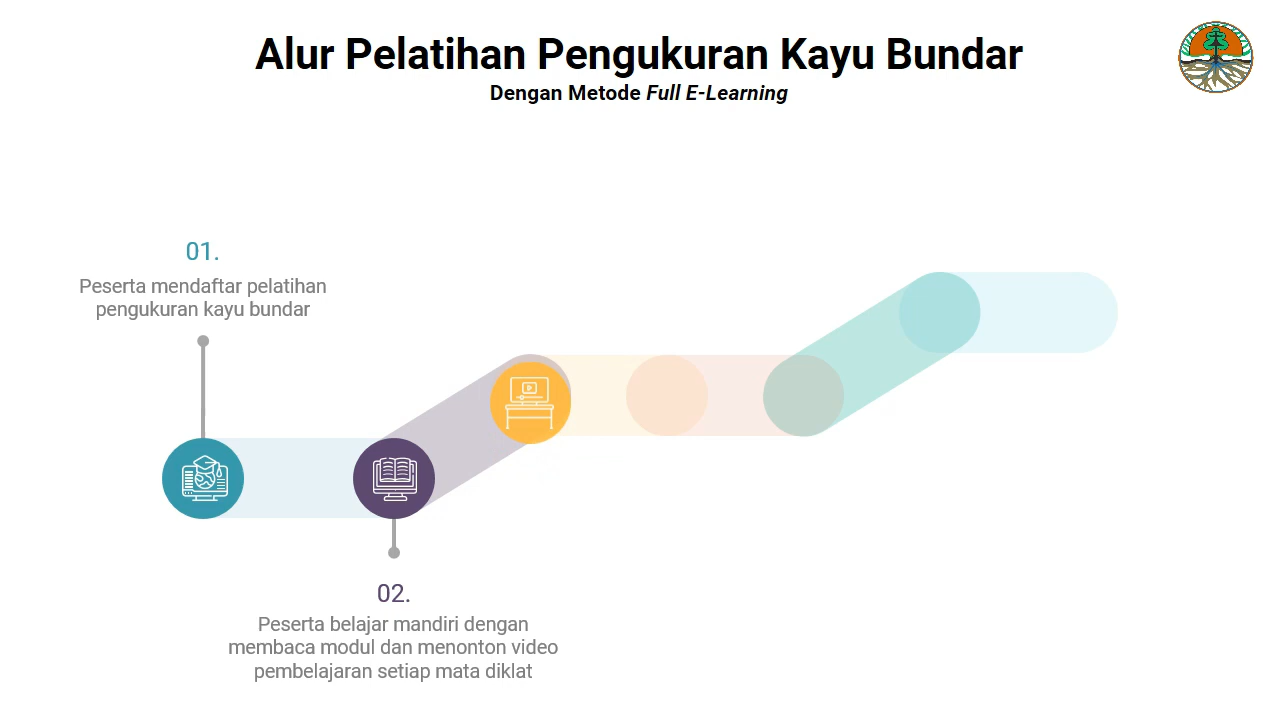 Alur Pelatihan Pengukuran Kayu Bundar
Dengan Metode Full E-Learning
01.
Peserta mendaftar pelatihan
pengukuran kayu bundar
02.
Peserta belajar mandiri dengan
membaca modul dan menonton video
pembelajaran setiap mata diklat